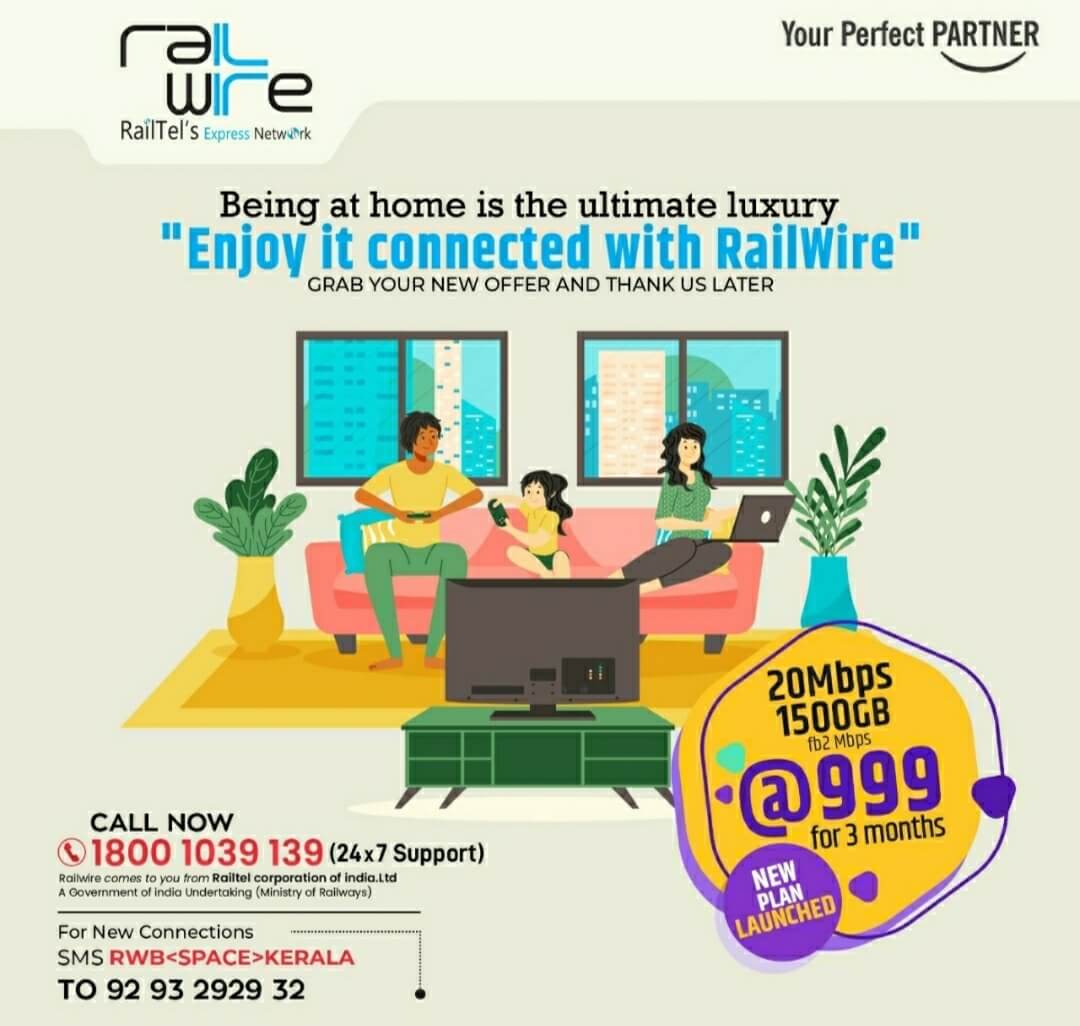 rail
wire
RailTel's Express Network
Your Perfect PARTNER
Being at home is the ultimate luxury
"Enjoy it connected with RailWire"
GRAB YOUR NEW OFFER AND THANK US LATER
20Mbps
1500GB
fb2 Mbps
@999
for 3 months
NEW
PLAN
LAUNCHED
CALL NOW
1800 1039 139 (24x7 Support)
Railwire comes to you from Railtel corporation of india.Ltd
A Government of india Undertaking (Ministry of Railways)
For New Connections
SMS RWB<SPACE>KERALA
TO 92 93 2929 32